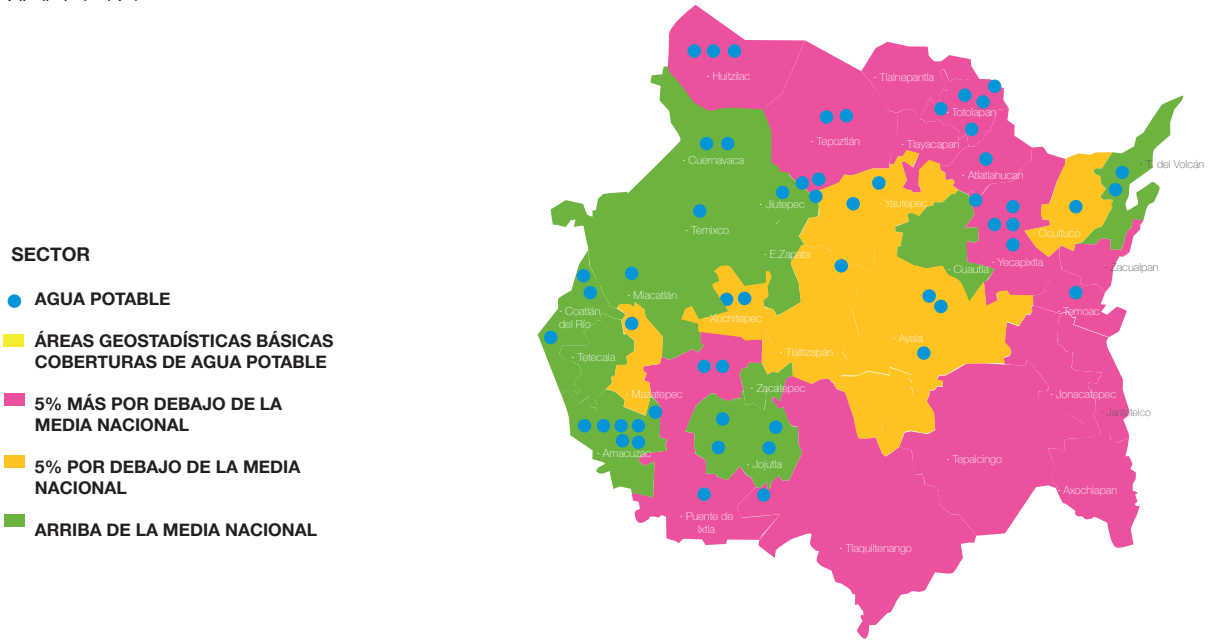 SECTOR
AGUA POTABLE
ÁREAS GEOSTADÍSTICAS BÁSICAS
COBERTURAS DE AGUA POTABLE
5% MÁS POR DEBAJO DE LA
MEDIA NACIONAL
5% POR DEBAJO DE LA MEDIA
NACIONAL
ARRIBA DE LA MEDIA NACIONAL
- Huitzilac
- Tlalnepantla
- Totolapan
- Tepoztlán
- Tlayacapan
- Cuernavaca
- Atlatlahucan
- T. del Volcán
- Jiutepec
- Yautepec
- Temixco
- Ocuituco
- E.Zapata
- Cuautla
- Yecapixtla
- Zacualpan
- Miacatlán
- Coatlán
del Río
- Xochitepec
- Temoac
- Ayala
- Tetecala
- Tlaltizapán
- Mazatepec
- Zacatepec
- Jonacatepec
- Jantetelco
- Amacuzac
- Jojutla
- Tepalcingo
- Axochiapan
- Puente de
Ixtla
- Tlaquiltenango